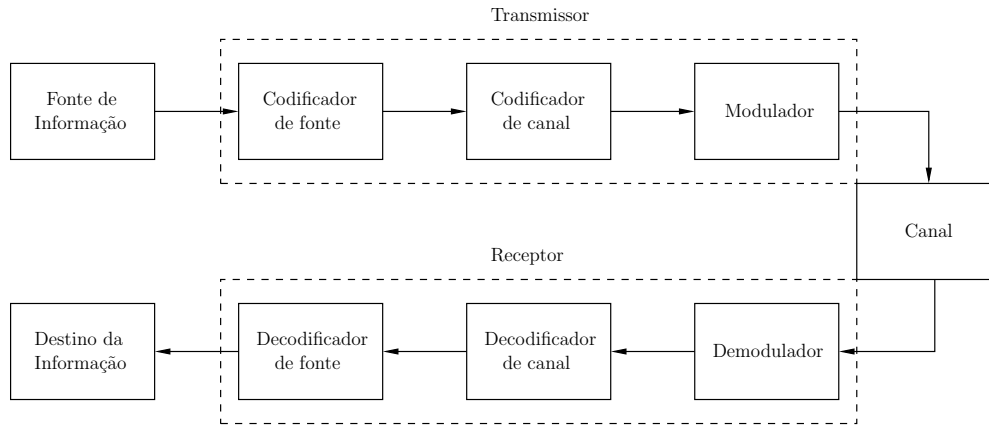 Transmissor
Fonte de
Informação
Codificador
de fonte
Codificador
de canal
Modulador
Canal
Receptor
Destino da
Informação
Decodificador
de fonte
Decodificador
de canal
Demodulador